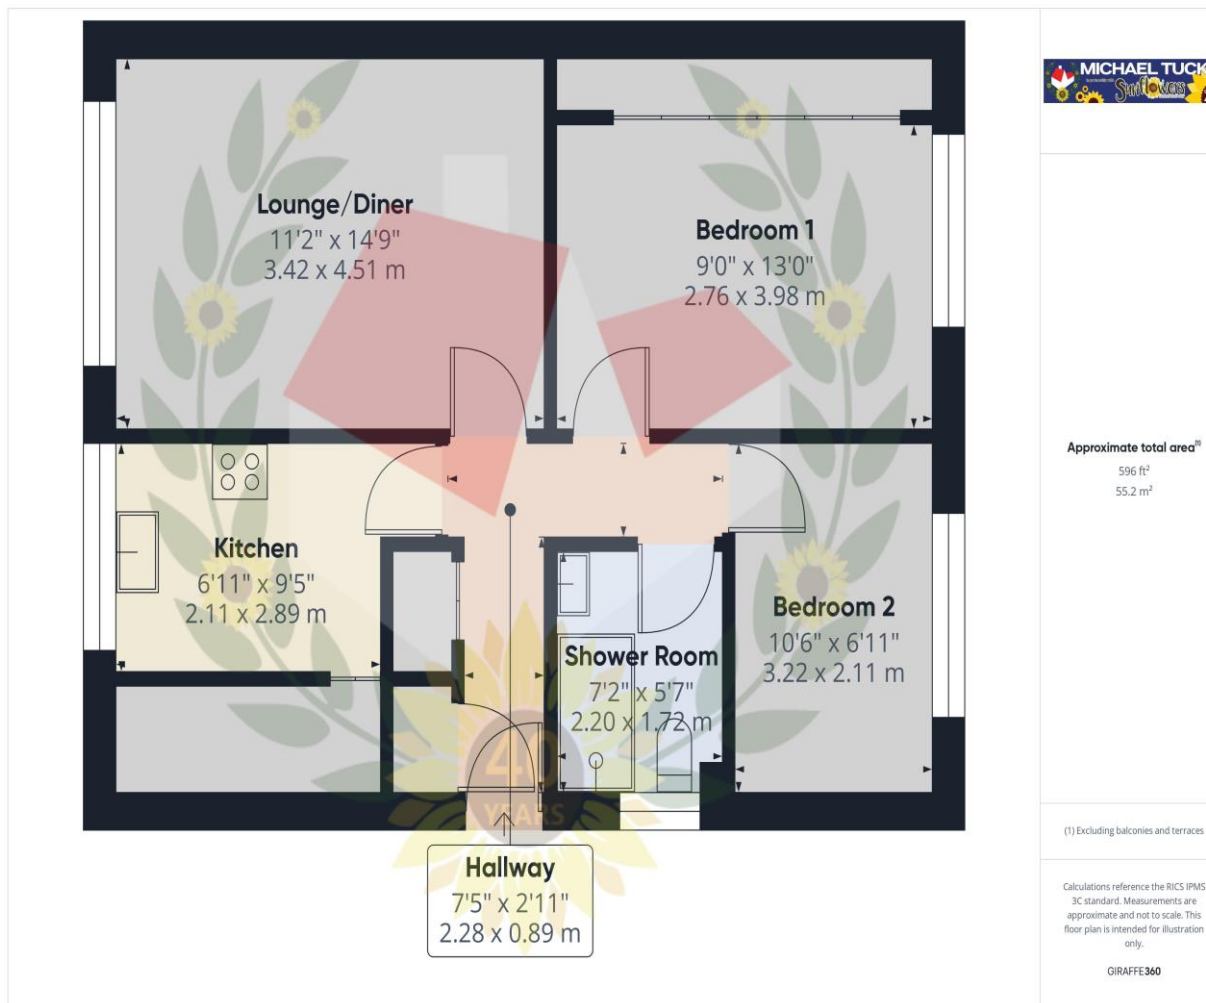 MICHAEL TUCK
Sunflowers
Lounge/Diner
11'2" x 14'9"
3.42 x 4.51 m
Bedroom 1
9'0" x 13'0"
2.76 x 3.98 m
Approximate total area(1)
596 ft²
55.2 m²
Kitchen
6'11" x 9'5"
2.11 x 2.89 m
Bedroom 2
10'6" x 6'11"
3.22 x 2.11 m
Shower Room
7'2" x 5'7"
2.20 x 1.72 m
40
YEARS
Hallway
7'5" x 2'11"
2.28 x 0.89 m
(1) Excluding balconies and terraces
Calculations reference the RICS IPMS
3C standard. Measurements are
approximate and not to scale. This
floor plan is intended for illustration
only.
GIRAFFE360